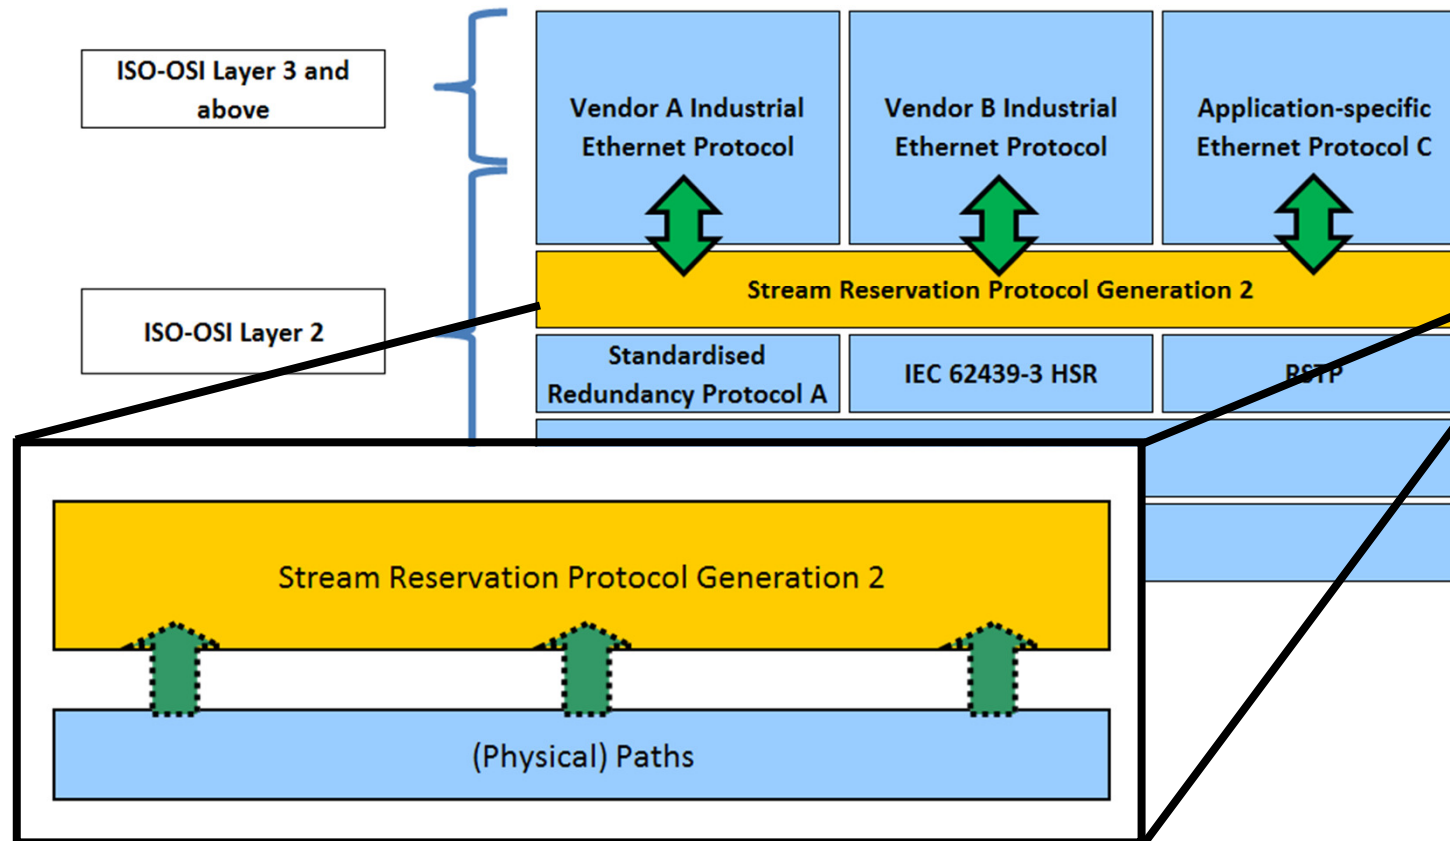 ISO-OSI Layer 3 and
above
Vendor A Industrial
Ethernet Protocol
Vendor B Industrial
Ethernet Protocol
Application-specific
Ethernet Protocol C
Stream Reservation Protocol Generation 2
ISO-OSI Layer 2
Standardised
Redundancy Protocol A
IEC 62439-3 HSR
RSTP
Stream Reservation Protocol Generation 2
(Physical) Paths